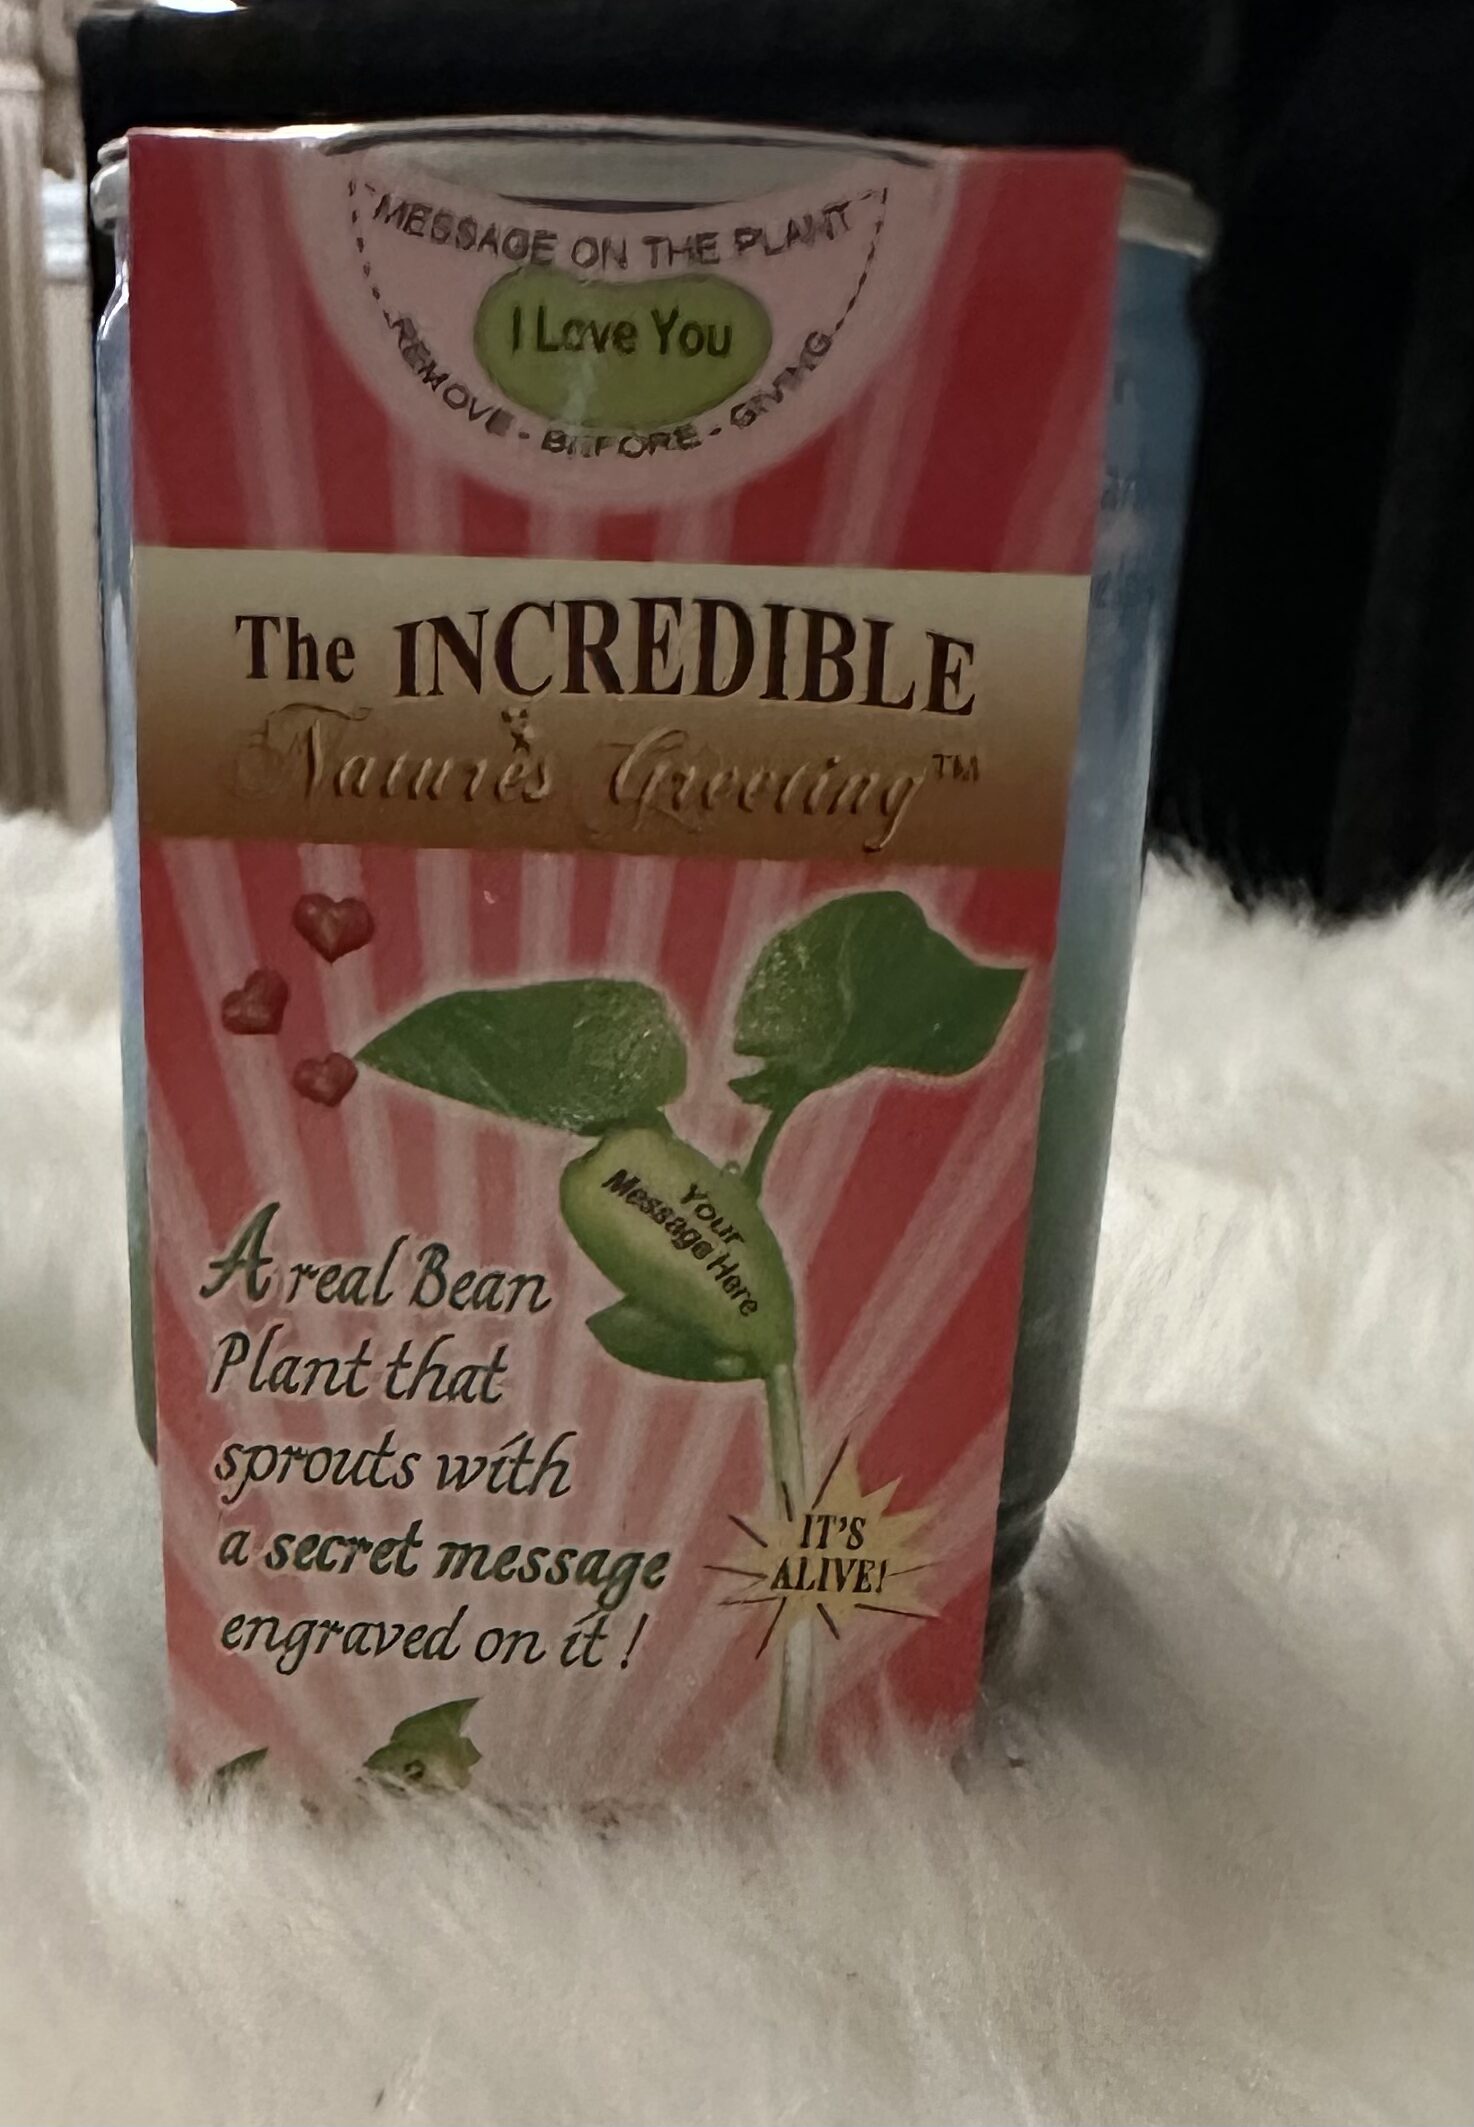 MESSAGE ON THE PLANT
I Love You
REMOVE - BEFORE - GIVING
The INCREDIBLE
Nature's Greeting™
Your
Message Here
A real Bean
Plant that
sprouts with
a secret message
engraved on it!
IT'S
ALIVE!